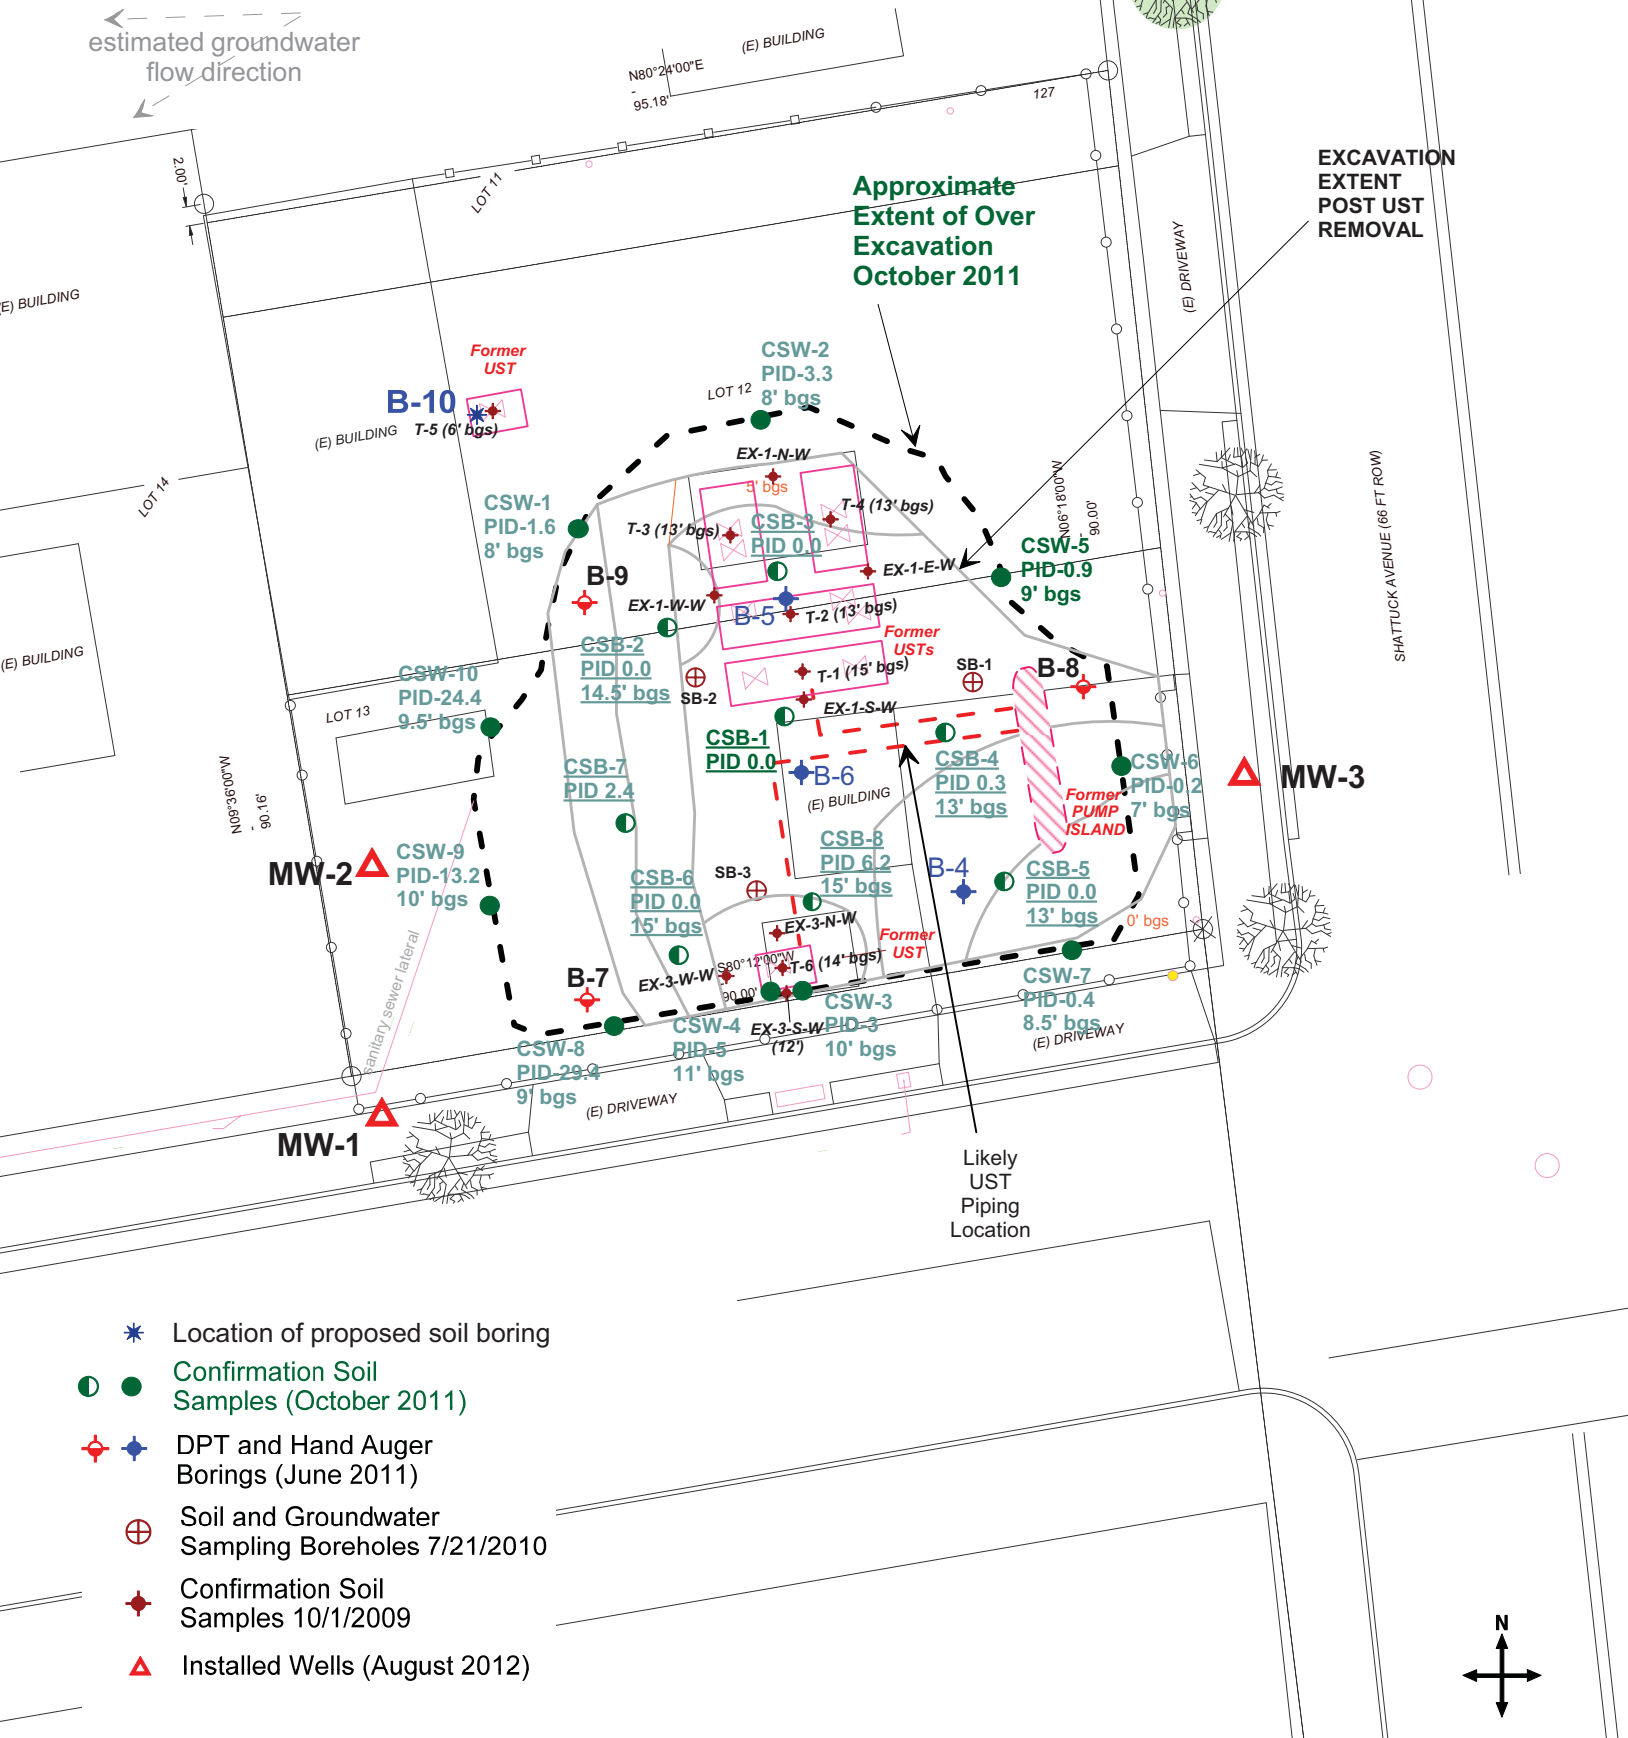 estimated groundwater
flow direction
(E) BUILDING
N80°24'00"E
-
95.18'
127
2.00'
LOT 11
EXCAVATION
EXTENT
POST UST
REMOVAL
Approximate
Extent of Over
Excavation
October 2011
(E) DRIVEWAY
(E) BUILDING
Former
UST
CSW-2
PID-3.3
8' bgs
LOT 12
B-10
T-5 (6' bgs)
(E) BUILDING
LOT 14
EX-1-N-W
5' bgs
CSW-1
PID-1.6
8' bgs
T-3 (13' bgs)
T-4 (13' bgs)
CSB-3
PID 0.0
N06°18'00"W
-
90.00'
SHATTUCK AVENUE (66 FT ROW)
CSW-5
PID-0.9
9' bgs
EX-1-E-W
B-9
EX-1-W-W
B-5
T-2 (13' bgs)
Former
USTs
CSB-2
PID 0.0
14.5' bgs
(E) BUILDING
CSW-10
PID-24.4
9.5' bgs
SB-2
T-1 (15' bgs)
SB-1
B-8
EX-1-S-W
LOT 13
CSB-1
PID 0.0
CSB-4
PID 0.3
13' bgs
CSW-6
PID-0.2
7' bgs
MW-3
N09°36'00"W
-
90.16'
CSB-7
PID 2.4
B-6
(E) BUILDING
Former
PUMP
ISLAND
MW-2
CSW-9
PID-13.2
10' bgs
CSB-8
PID 6.2
15' bgs
SB-3
CSB-6
PID 0.0
15' bgs
B-4
CSB-5
PID 0.0
13' bgs
0' bgs
EX-3-N-W
Former
UST
sanitary sewer lateral
S80°12'00"W
-
90.00'
T-6 (14' bgs)
EX-3-W-W
B-7
CSW-7
PID-0.4
8.5' bgs
CSW-3
PID-3
10' bgs
CSW-4
PID-5
11' bgs
EX-3-S-W
(12')
CSW-8
PID-29.4
9' bgs
(E) DRIVEWAY
(E) DRIVEWAY
MW-1
Likely
UST
Piping
Location
Location of proposed soil boring
Confirmation Soil
Samples (October 2011)
DPT and Hand Auger
Borings (June 2011)
Soil and Groundwater
Sampling Boreholes 7/21/2010
Confirmation Soil
Samples 10/1/2009
Installed Wells (August 2012)
N